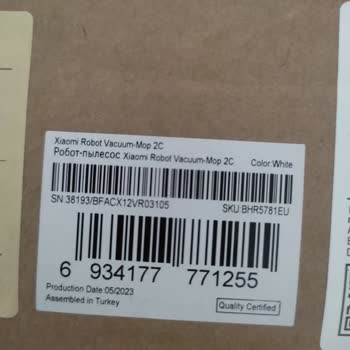 Xiaomi Robot Vacuum-Mop 2C
Робот-пылесос Xiaomi Robot Vacuum-Mop 2C Color:White
SN:38193/BFACX12VR03105 SKU:BHR5781EU
6 934177 771255
Production Date:05/2023
Assembled in Turkey
Quality Certified